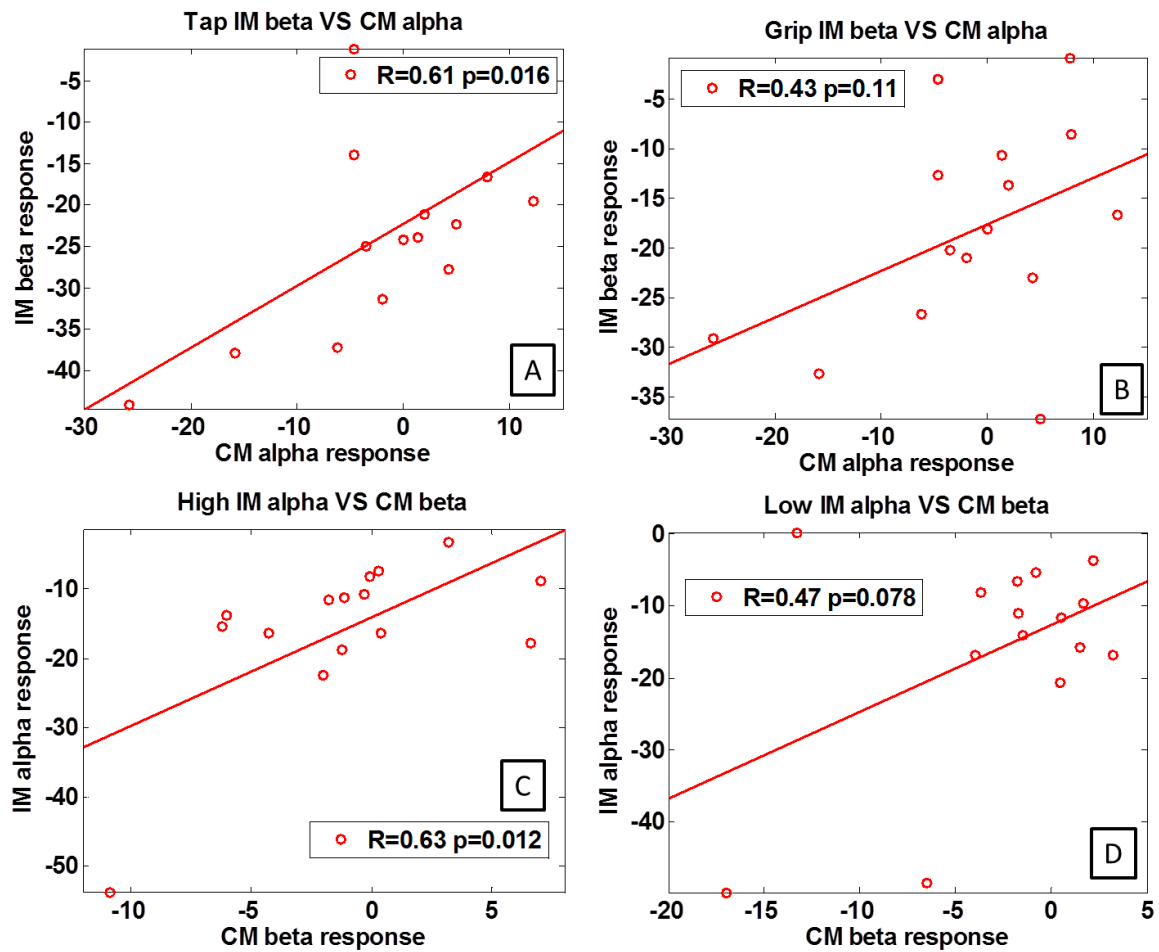 Tap IM beta VS CM alpha
R=0.61 p=0.016
IM beta response
-5
-10
-15
-20
-25
-30
-35
-40
A
-30
-20
-10
0
10
CM alpha response
Grip IM beta VS CM alpha
R=0.43 p=0.11
IM beta response
-5
-10
-15
-20
-25
-30
-35
B
-30
-20
-10
0
10
CM alpha response
High IM alpha VS CM beta
IM alpha response
-10
-20
-30
-40
-50
C
R=0.63 p=0.012
-10
-5
0
5
CM beta response
Low IM alpha VS CM beta
R=0.47 p=0.078
IM alpha response
0
-10
-20
-30
-40
D
-20
-15
-10
-5
0
5
CM beta response